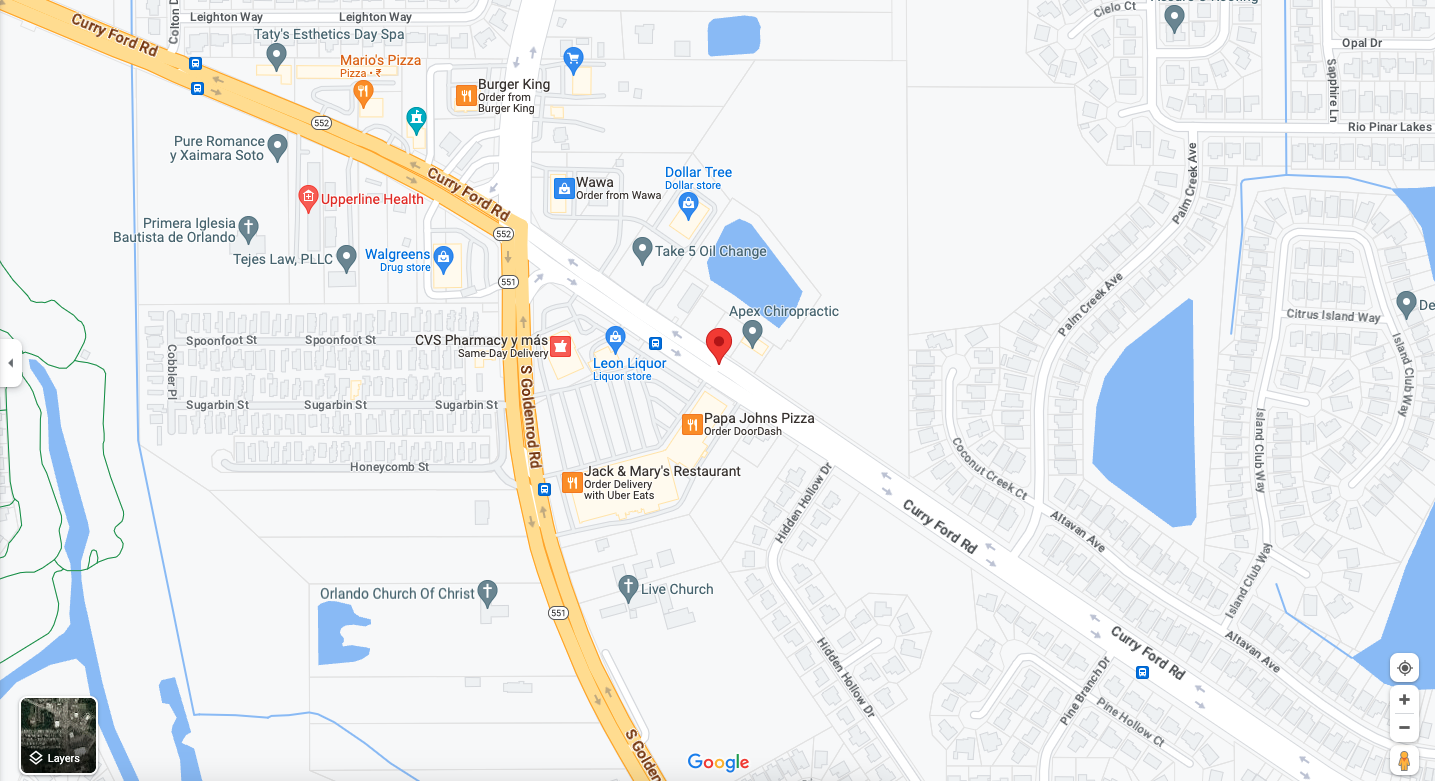 Leighton Way
Leighton Way
Colton D
Curry Ford Rd
Taty's Esthetics Day Spa
Mario's Pizza
Pizza • ₹
Burger King
Order from
Burger King
Cielo Ct
Opal Dr
Sapphire Ln
Rio Pinar Lakes
552
Pure Romance
y Xaimara Soto
Curry Ford Rd
Upperline Health
Wawa
Order from Wawa
Dollar Tree
Dollar store
Palm Creek Ave
Primera Iglesia
Bautista de Orlando
552
Tejes Law, PLLC
Walgreens
Drug store
Take 5 Oil Change
551
Palm Creek Ave
Apex Chiropractic
De
Citrus Island Way
Island Club Way
Spoonfoot St
Spoonfoot St
CVS Pharmacy y más
Same-Day Delivery
Leon Liquor
Liquor store
Cobbler Pl
Sugarbin St
Sugarbin St
Sugarbin St
S Goldenrod Rd
Papa Johns Pizza
Order DoorDash
Honeycomb St
Jack & Mary's Restaurant
Order Delivery
with Uber Eats
Hidden Hollow Dr
Coconut Creek Ct
Island Club Way
Curry Ford Rd
Altavan Ave
Island Club Way
Orlando Church Of Christ
Live Church
551
Hidden Hollow Dr
Curry Ford Rd
Altavan Ave
Pine Branch Dr
Pine Hollow Ct
S Golden
Layers
Google